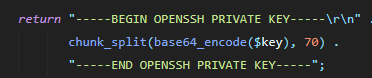 return "-----BEGIN OPENSSH PRIVATE KEY-----\r\n" .
chunk_split(base64_encode($key), 70) .
"-----END OPENSSH PRIVATE KEY-----";